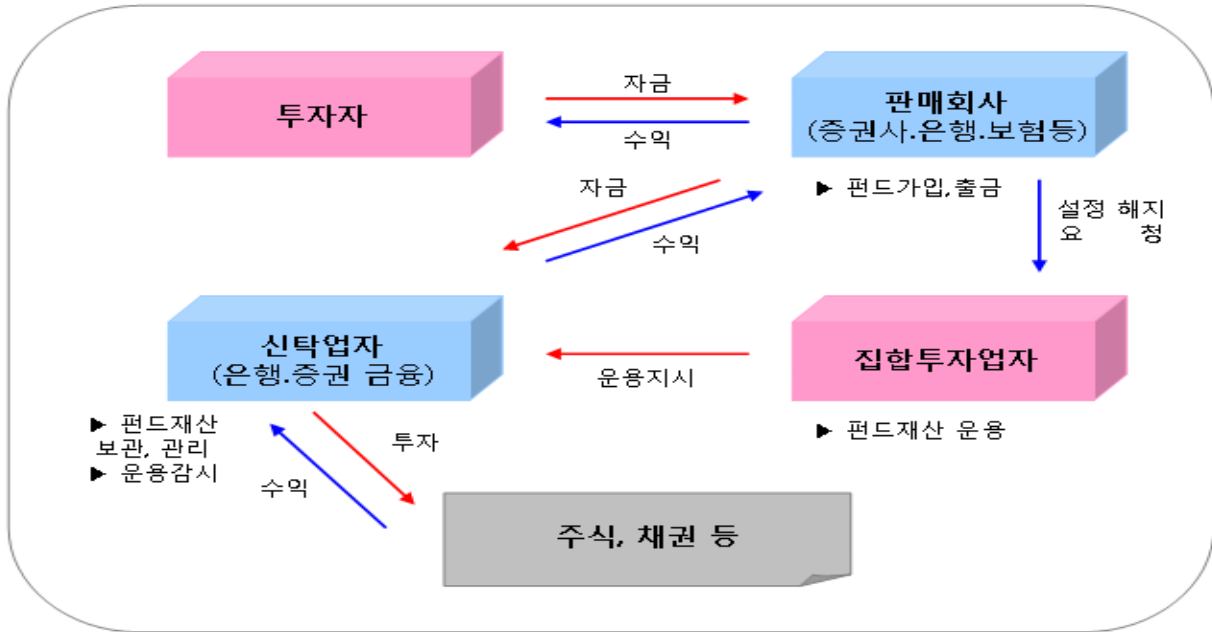 투자자
자금
수익
판매회사
(증권사.은행.보험등)
▶ 펀드가입,출금
자금
수익
설정 해지
요 청
신탁업자
(은행.증권 금융)
▶ 펀드재산
보관, 관리
▶ 운용감시
운용지시
집합투자업자
▶ 펀드재산 운용
투자
수익
주식, 채권 등